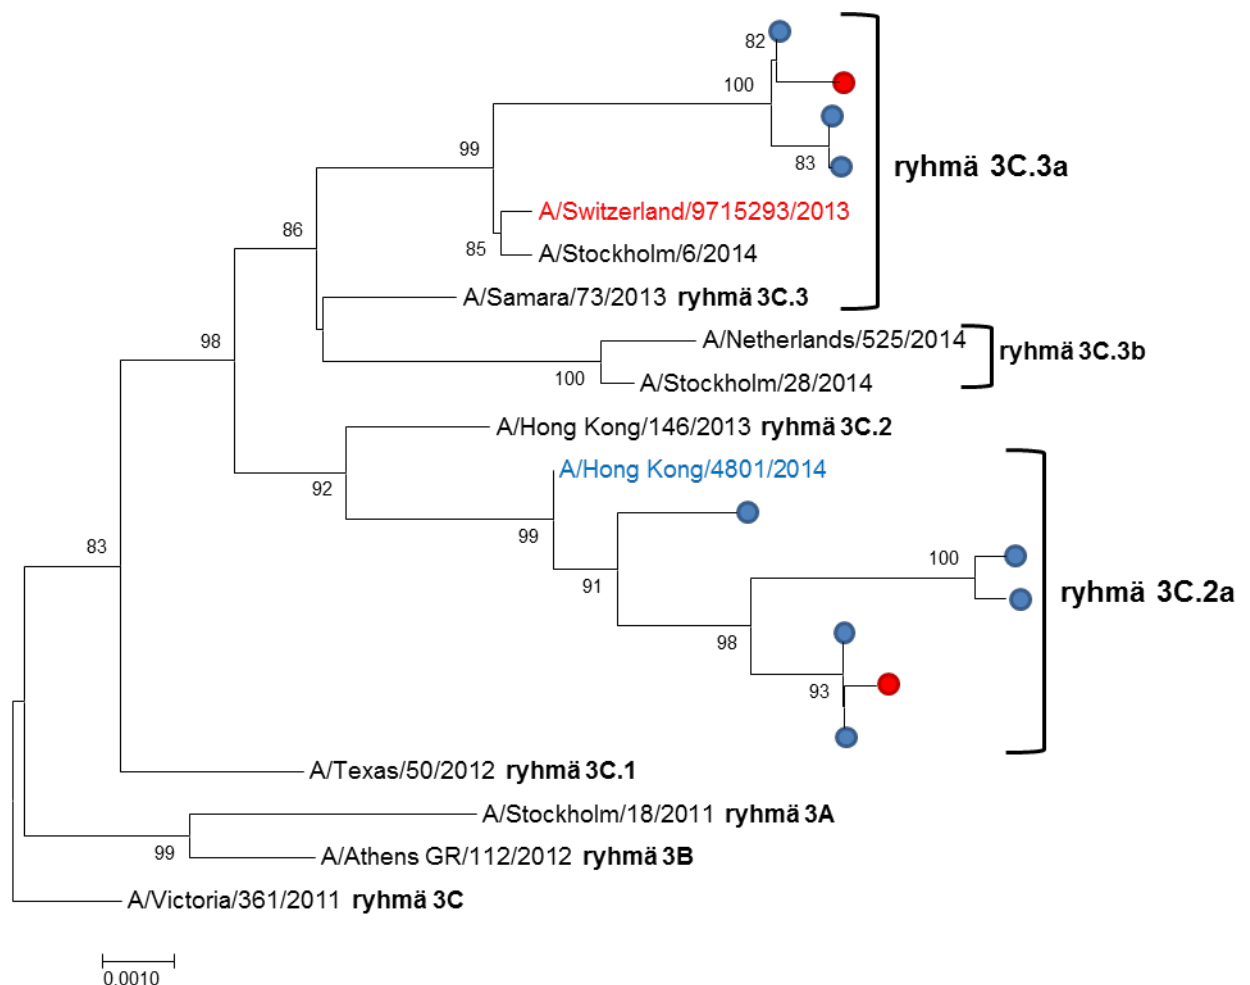 82
100
99
83
ryhmä 3C.3a
A/Switzerland/9715293/2013
86
85
A/Stockholm/6/2014
A/Samara/73/2013 ryhmä 3C.3
98
A/Netherlands/525/2014
ryhmä 3C.3b
100
A/Stockholm/28/2014
A/Hong Kong/146/2013 ryhmä 3C.2
A/Hong Kong/4801/2014
92
99
83
100
91
ryhmä 3C.2a
98
93
A/Texas/50/2012 ryhmä 3C.1
A/Stockholm/18/2011 ryhmä 3A
99
A/Athens GR/112/2012 ryhmä 3B
A/Victoria/361/2011 ryhmä 3C
0.0010